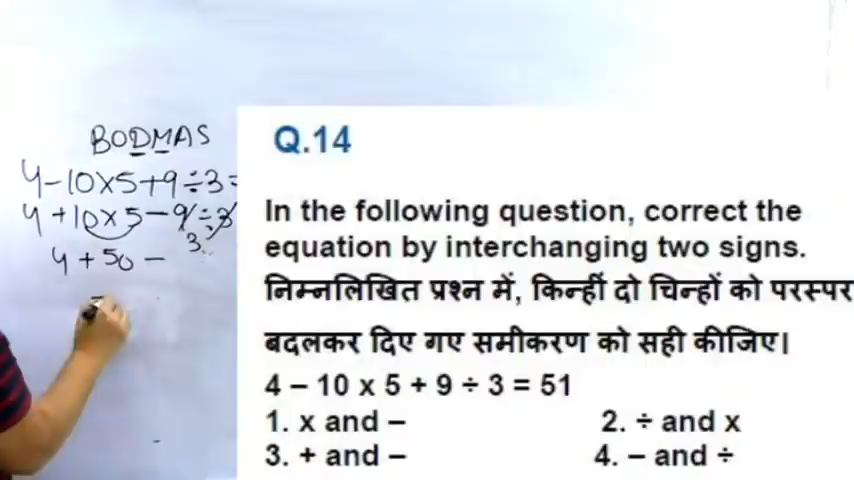 BODMAS
4-10×5+9÷3=
4+10×5-9÷3
3
4+50-
Q.14
In the following question, correct the
equation by interchanging two signs.
निम्नलिखित प्रश्न में, किन्हीं दो चिन्हों को परस्पर
बदलकर दिए गए समीकरण को सही कीजिए।
4 – 10 x 5 + 9 ÷ 3 = 51
1. x and – 2. ÷ and x
3. + and – 4. – and ÷